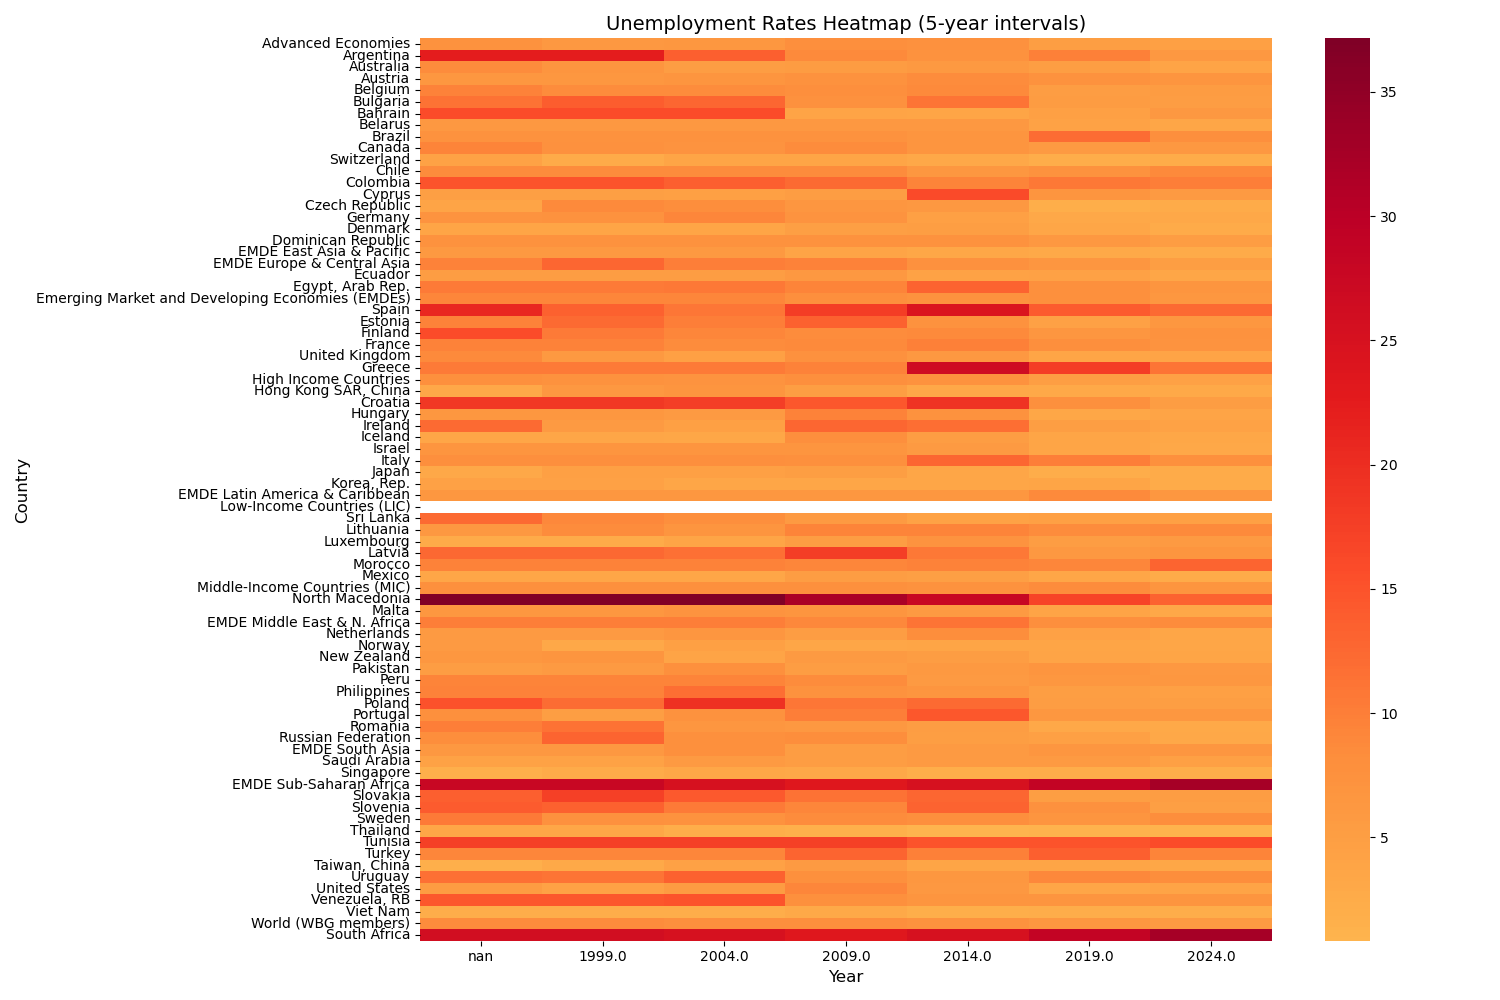 Unemployment Rates Heatmap (5-year intervals)
Country
Advanced Economies
Argentina
Australia
Austria
Belgium
Bulgaria
Bahrain
Belarus
Brazil
Canada
Switzerland
Chile
Colombia
Cyprus
Czech Republic
Germany
Denmark
Dominican Republic
EMDE East Asia & Pacific
EMDE Europe & Central Asia
Ecuador
Egypt, Arab Rep.
Emerging Market and Developing Economies (EMDEs)
Spain
Estonia
Finland
France
United Kingdom
Greece
High Income Countries
Hong Kong SAR, China
Croatia
Hungary
Ireland
Iceland
Israel
Italy
Japan
Korea, Rep.
EMDE Latin America & Caribbean
Low-Income Countries (LIC)
Sri Lanka
Lithuania
Luxembourg
Latvia
Morocco
Mexico
Middle-Income Countries (MIC)
North Macedonia
Malta
EMDE Middle East & N. Africa
Netherlands
Norway
New Zealand
Pakistan
Peru
Philippines
Poland
Portugal
Romania
Russian Federation
EMDE South Asia
Saudi Arabia
Singapore
EMDE Sub-Saharan Africa
Slovakia
Slovenia
Sweden
Thailand
Tunisia
Turkey
Taiwan, China
Uruguay
United States
Venezuela, RB
Viet Nam
World (WBG members)
South Africa
nan 1999.0 2004.0 2009.0 2014.0 2019.0 2024.0
Year
35
30
25
20
15
10
5